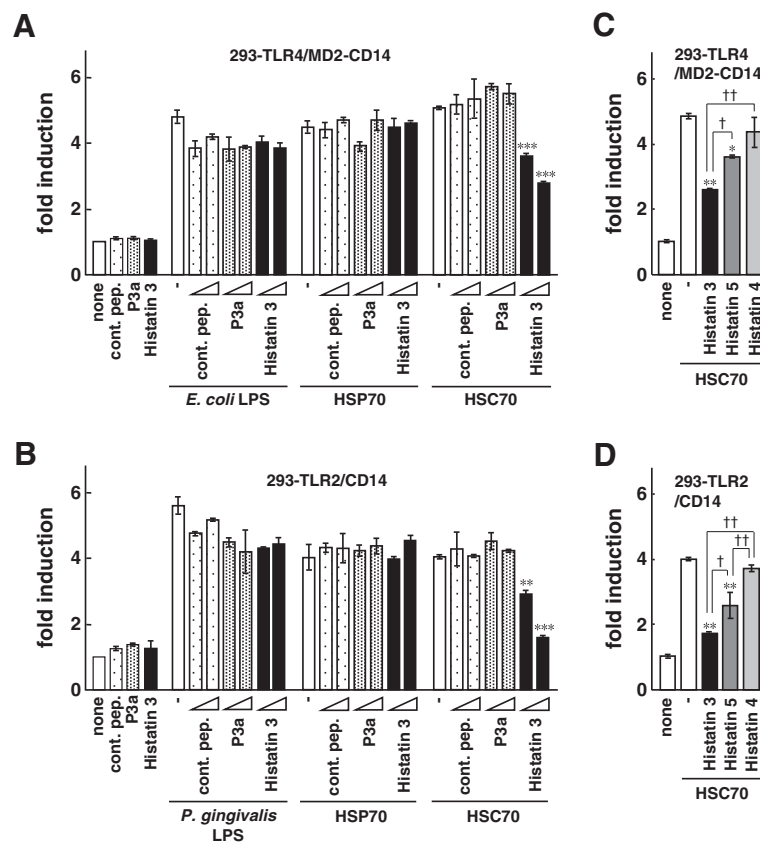 A
293-TLR4/MD2-CD14
fold induction
6
4
2
0
*** ***
none
cont. pep.
P3a
Histatin 3
-
cont. pep.
P3a
Histatin 3
-
cont. pep.
P3a
Histatin 3
-
cont. pep.
P3a
Histatin 3
E. coli LPS
HSP70
HSC70
C
293-TLR4
/MD2-CD14
fold induction
6
4
2
0
††
†
**
*
none
-
Histatin 3
Histatin 5
Histatin 4
HSC70
B
293-TLR2/CD14
fold induction
6
4
2
0
** ***
none
cont. pep.
P3a
Histatin 3
-
cont. pep.
P3a
Histatin 3
-
cont. pep.
P3a
Histatin 3
-
cont. pep.
P3a
Histatin 3
P. gingivalis
LPS
HSP70
HSC70
D
293-TLR2
/CD14
fold induction
6
4
2
0
††
††
†
**
**
none
-
Histatin 3
Histatin 5
Histatin 4
HSC70